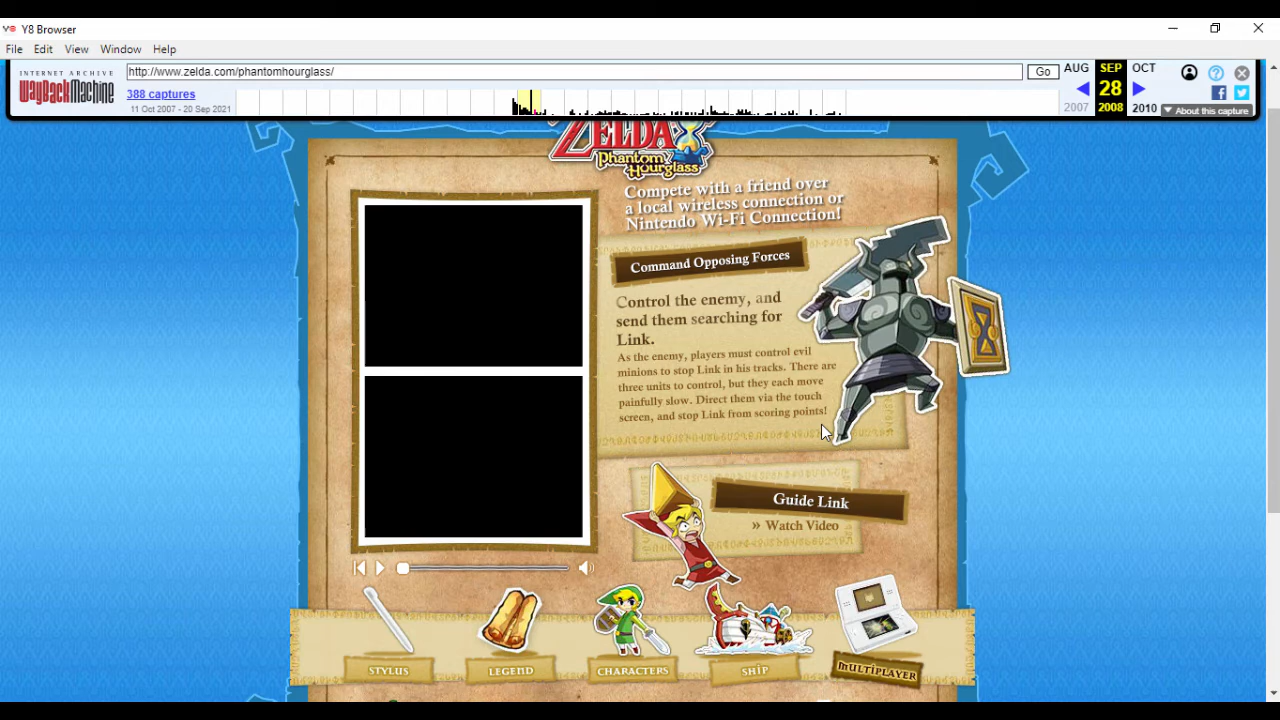 Y8 Y8 Browser
File Edit View Window Help
INTERNET ARCHIVE
WayBackMachine
http://www.zelda.com/phantomhourglass/
Go
388 captures
11 Oct 2007 - 20 Sep 2021
AUG SEP OCT
28
2007 2008 2010
About this capture
ZELDA
Phantom
Hourglass
Compete with a friend over
a local wireless connection or
Nintendo Wi-Fi Connection!
Command Opposing Forces
Control the enemy, and
send them searching for
Link.
As the enemy, players must control evil
minions to stop Link in his tracks. There are
three units to control, but they each move
painfully slow. Direct them via the touch
screen, and stop Link from scoring points!
Guide Link
» Watch Video
STYLUS
LEGEND
CHARACTERS
SHIP
MULTIPLAYER